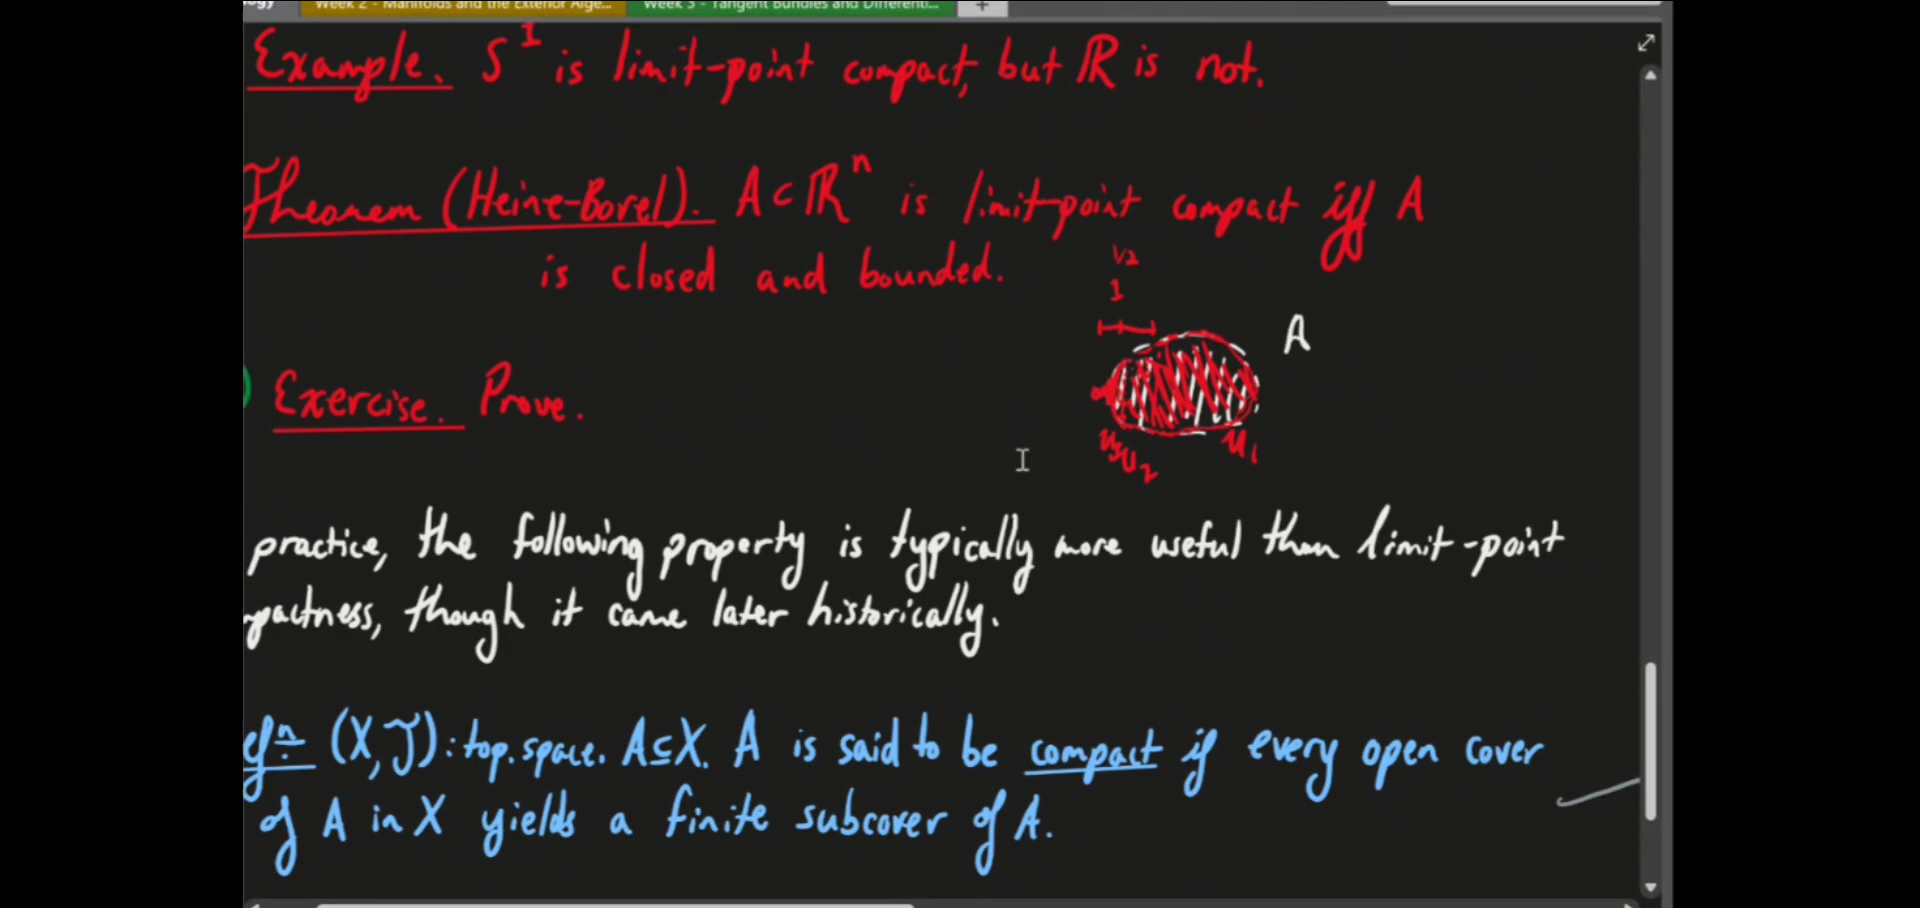 ogy Week 2 - Manifolds and the Exterior Alge... Week 3 - Tangent Bundles and Differenti... +
Example. S¹ is limit-point compact, but ℝ is not.
Theorem (Heine-Borel). A ⊂ ℝⁿ is limit-point compact iff A
is closed and bounded.
1/2
1
A
Exercise. Prove.
U₃ U₂ U₁
practice, the following property is typically more useful than limit-point
mpactness, though it came later historically.
efⁿ (X, 𝒯): top. space. A ⊆ X. A is said to be compact if every open cover
of A in X yields a finite subcover of A.